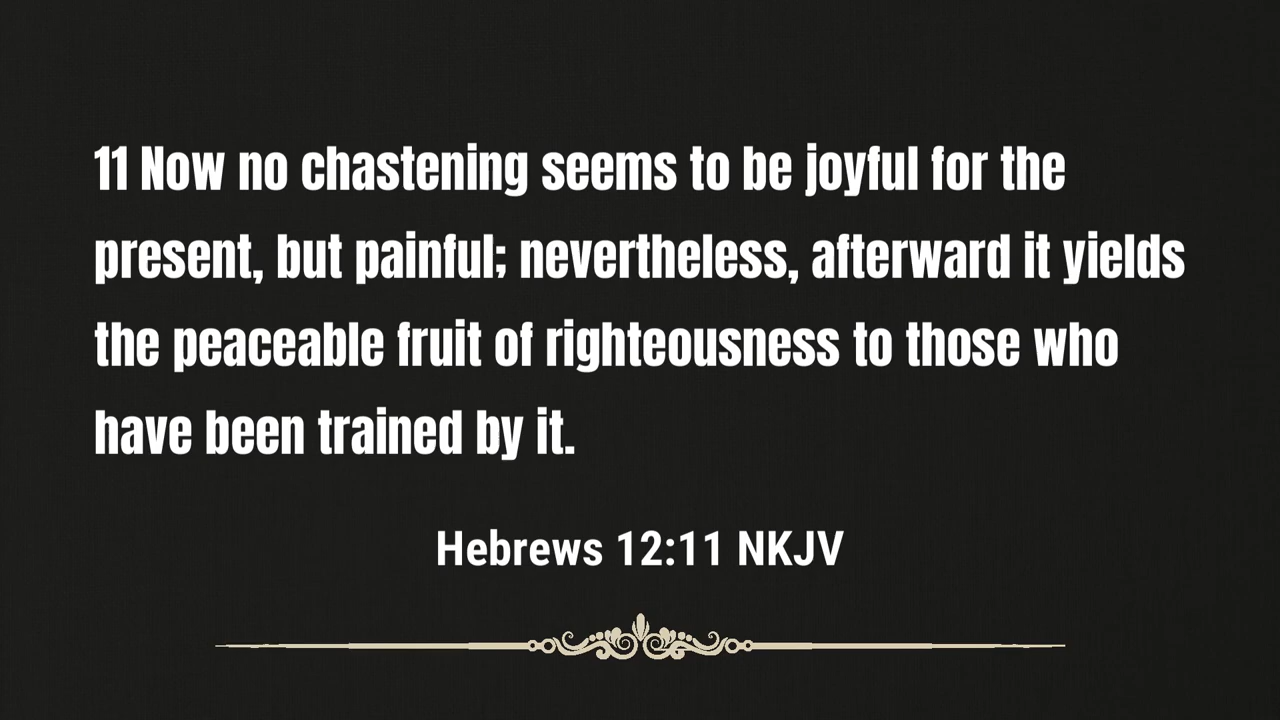 11 Now no chastening seems to be joyful for the
present, but painful; nevertheless, afterward it yields
the peaceable fruit of righteousness to those who
have been trained by it.
Hebrews 12:11 NKJV